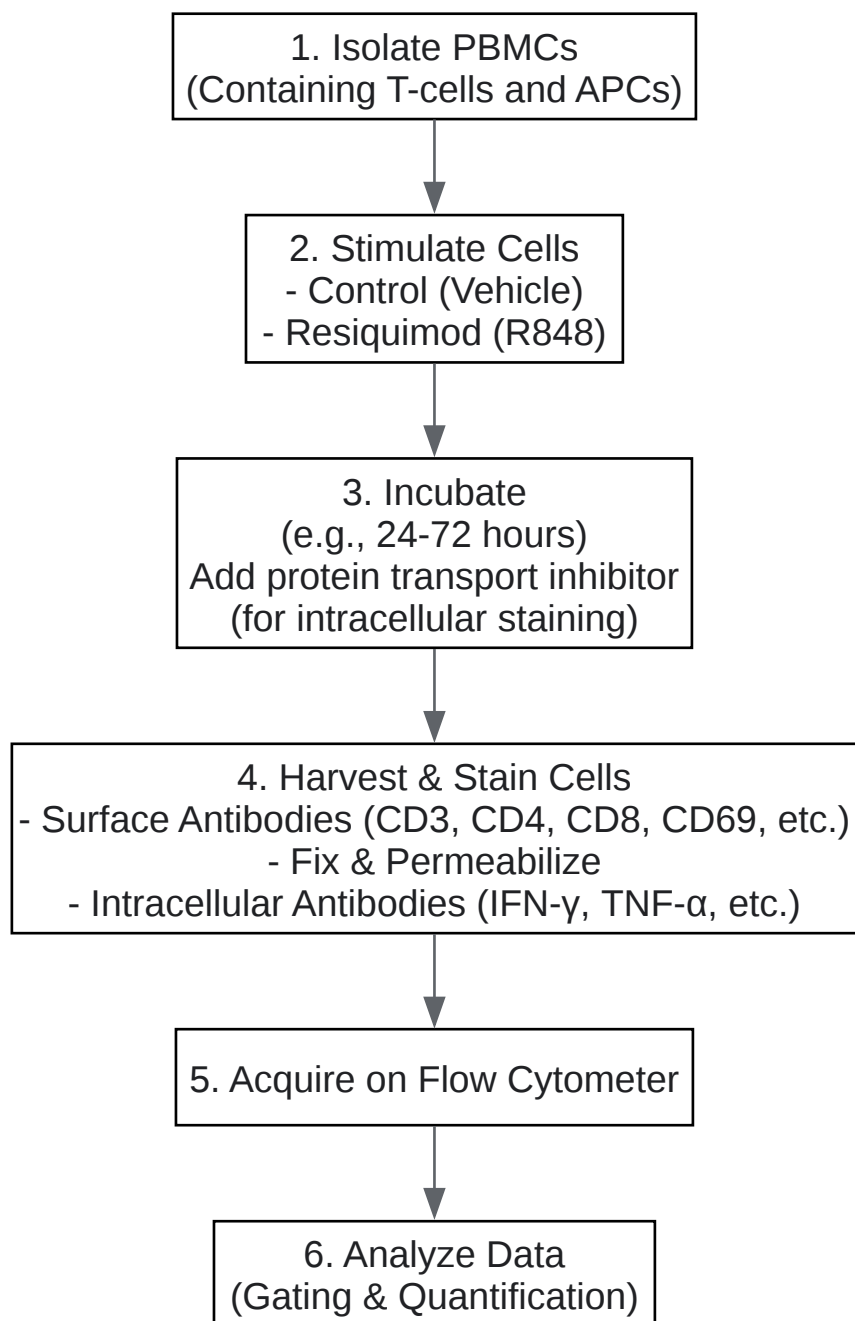 1. Isolate PBMCs
(Containing T-cells and APCs)
2. Stimulate Cells
- Control (Vehicle)
- Resiquimod (R848)
3. Incubate
(e.g., 24-72 hours)
Add protein transport inhibitor
(for intracellular staining)
4. Harvest & Stain Cells
- Surface Antibodies (CD3, CD4, CD8, CD69, etc.)
- Fix & Permeabilize
- Intracellular Antibodies (IFN-γ, TNF-α, etc.)
5. Acquire on Flow Cytometer
6. Analyze Data
(Gating & Quantification)